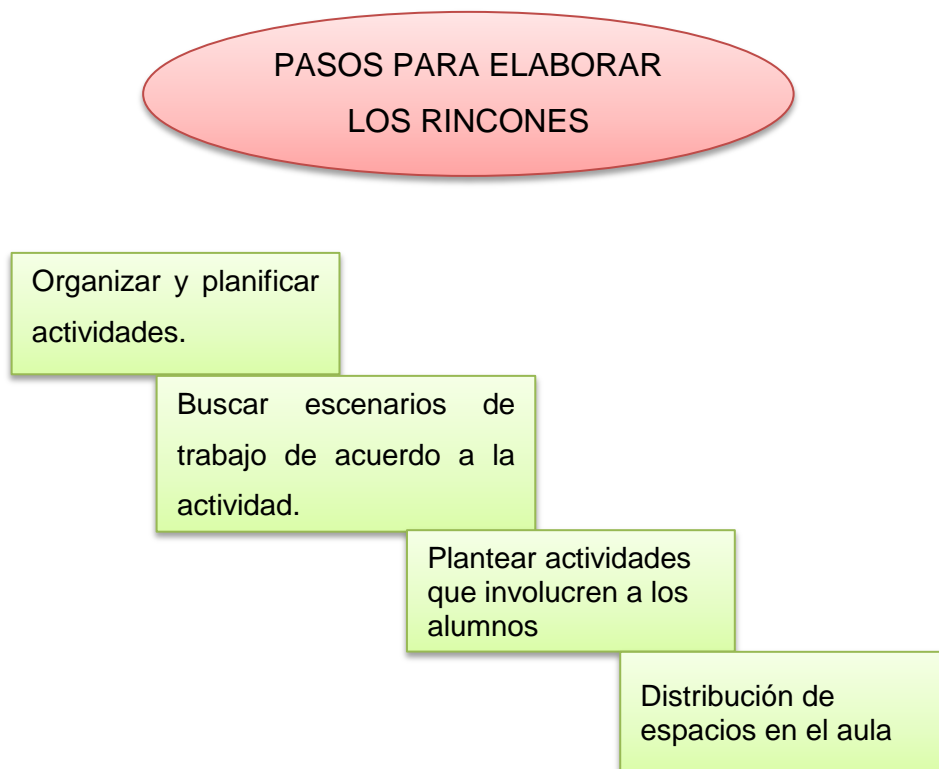 PASOS PARA ELABORAR
LOS RINCONES
Organizar y planificar
actividades.
Buscar escenarios de
trabajo de acuerdo a la
actividad.
Plantear actividades
que involucren a los
alumnos
Distribución de
espacios en el aula